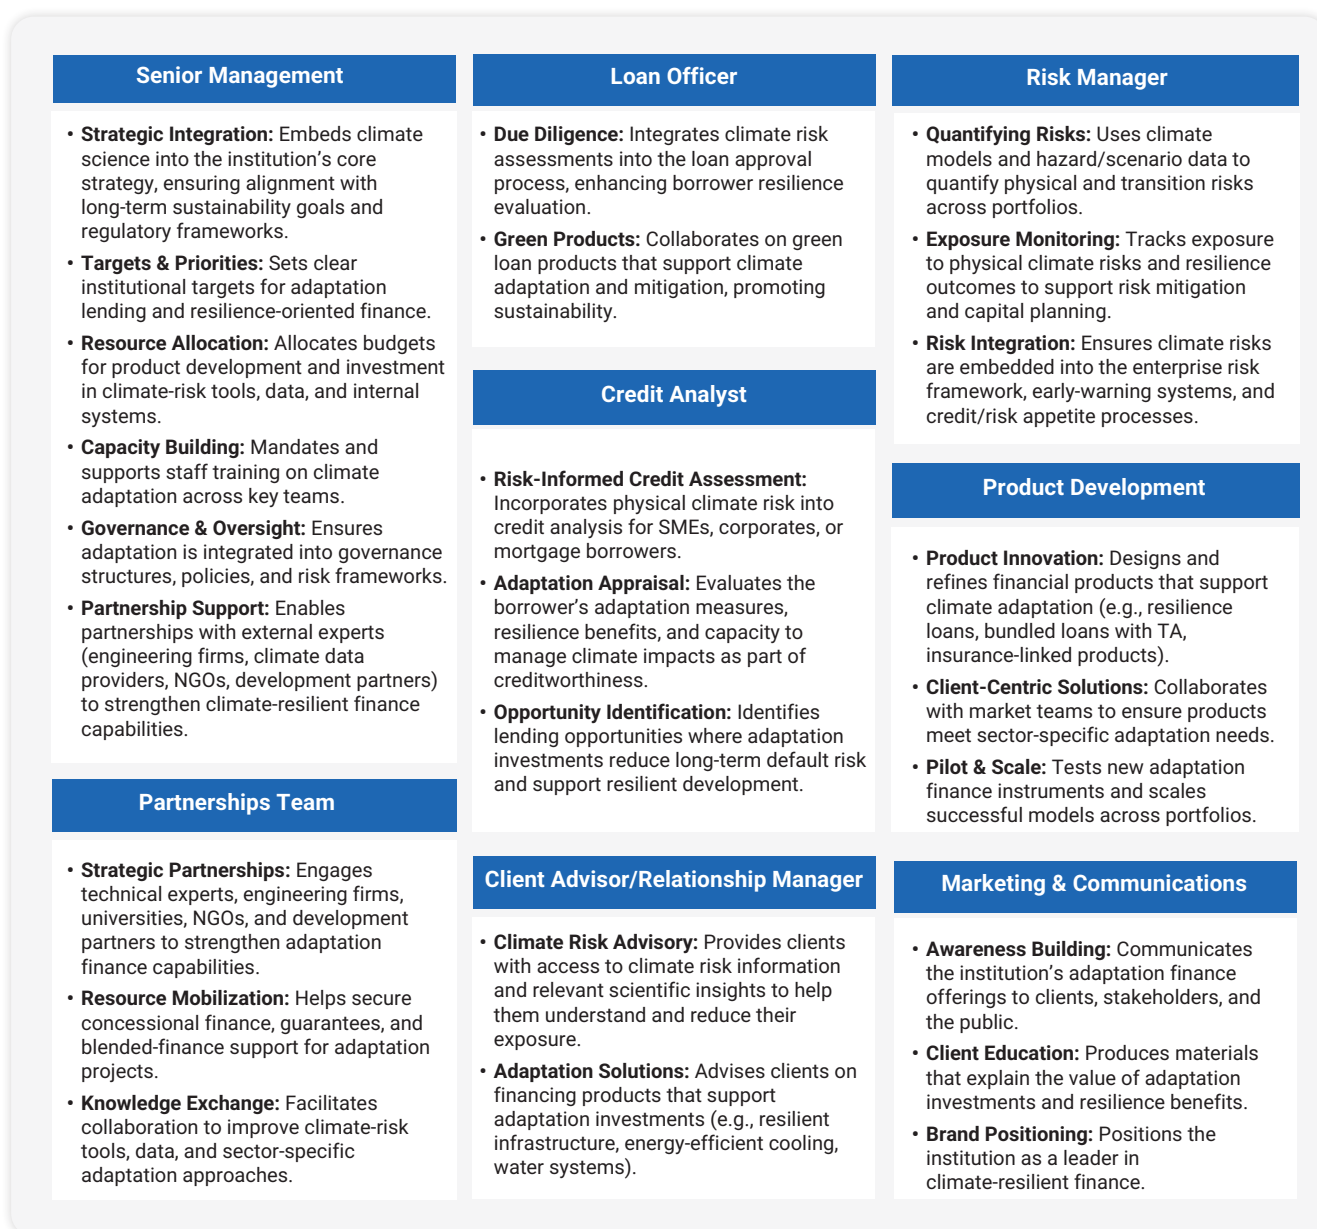 Senior Management
• Strategic Integration: Embeds climate
science into the institution's core
strategy, ensuring alignment with
long-term sustainability goals and
regulatory frameworks.
• Targets & Priorities: Sets clear
institutional targets for adaptation
lending and resilience-oriented finance.
• Resource Allocation: Allocates budgets
for product development and investment
in climate-risk tools, data, and internal
systems.
• Capacity Building: Mandates and
supports staff training on climate
adaptation across key teams.
• Governance & Oversight: Ensures
adaptation is integrated into governance
structures, policies, and risk frameworks.
• Partnership Support: Enables
partnerships with external experts
(engineering firms, climate data
providers, NGOs, development partners)
to strengthen climate-resilient finance
capabilities.
Partnerships Team
• Strategic Partnerships: Engages
technical experts, engineering firms,
universities, NGOs, and development
partners to strengthen adaptation
finance capabilities.
• Resource Mobilization: Helps secure
concessional finance, guarantees, and
blended-finance support for adaptation
projects.
• Knowledge Exchange: Facilitates
collaboration to improve climate-risk
tools, data, and sector-specific
adaptation approaches.
Loan Officer
• Due Diligence: Integrates climate risk
assessments into the loan approval
process, enhancing borrower resilience
evaluation.
• Green Products: Collaborates on green
loan products that support climate
adaptation and mitigation, promoting
sustainability.
Credit Analyst
• Risk-Informed Credit Assessment:
Incorporates physical climate risk into
credit analysis for SMEs, corporates, or
mortgage borrowers.
• Adaptation Appraisal: Evaluates the
borrower's adaptation measures,
resilience benefits, and capacity to
manage climate impacts as part of
creditworthiness.
• Opportunity Identification: Identifies
lending opportunities where adaptation
investments reduce long-term default risk
and support resilient development.
Client Advisor/Relationship Manager
• Climate Risk Advisory: Provides clients
with access to climate risk information
and relevant scientific insights to help
them understand and reduce their
exposure.
• Adaptation Solutions: Advises clients on
financing products that support
adaptation investments (e.g., resilient
infrastructure, energy-efficient cooling,
water systems).
Risk Manager
• Quantifying Risks: Uses climate
models and hazard/scenario data to
quantify physical and transition risks
across portfolios.
• Exposure Monitoring: Tracks exposure
to physical climate risks and resilience
outcomes to support risk mitigation
and capital planning.
• Risk Integration: Ensures climate risks
are embedded into the enterprise risk
framework, early-warning systems, and
credit/risk appetite processes.
Product Development
• Product Innovation: Designs and
refines financial products that support
climate adaptation (e.g., resilience
loans, bundled loans with TA,
insurance-linked products).
• Client-Centric Solutions: Collaborates
with market teams to ensure products
meet sector-specific adaptation needs.
• Pilot & Scale: Tests new adaptation
finance instruments and scales
successful models across portfolios.
Marketing & Communications
• Awareness Building: Communicates
the institution's adaptation finance
offerings to clients, stakeholders, and
the public.
• Client Education: Produces materials
that explain the value of adaptation
investments and resilience benefits.
• Brand Positioning: Positions the
institution as a leader in
climate-resilient finance.